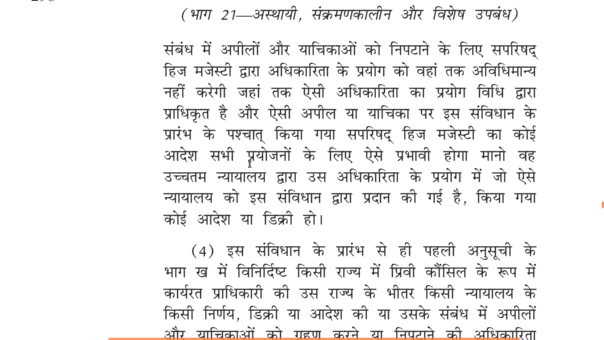 (भाग 21—अस्थायी, संक्रमणकालीन और विशेष उपबंध)
संबंध में अपीलों और याचिकाओं को निपटाने के लिए सपरिषद्
हिज मजेस्टी द्वारा अधिकारिता के प्रयोग को वहां तक अविधिमान्य
नहीं करेगी जहां तक ऐसी अधिकारिता का प्रयोग विधि द्वारा
प्राधिकृत है और ऐसी अपील या याचिका पर इस संविधान के
प्रारंभ के पश्चात् किया गया सपरिषद् हिज मजेस्टी का कोई
आदेश सभी प्रयोजनों के लिए ऐसे प्रभावी होगा मानो वह
उच्चतम न्यायालय द्वारा उस अधिकारिता के प्रयोग में जो ऐसे
न्यायालय को इस संविधान द्वारा प्रदान की गई है, किया गया
कोई आदेश या डिक्री हो।
(4) इस संविधान के प्रारंभ से ही पहली अनुसूची के
भाग ख में विनिर्दिष्ट किसी राज्य में प्रिवी कौंसिल के रूप में
कार्यरत प्राधिकारी की उस राज्य के भीतर किसी न्यायालय के
किसी निर्णय, डिक्री या आदेश की या उसके संबंध में अपीलों
और याचिकाओं को ग्रहण करने या निपटाने की अधिकारिता